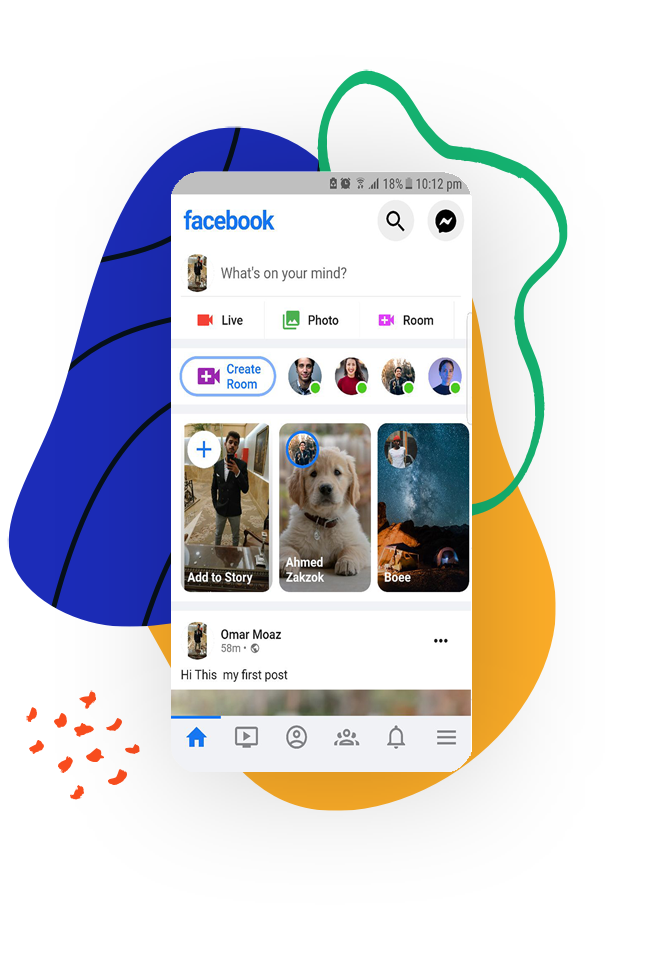 18% 10:12 pm
facebook
What's on your mind?
Live Photo Room
Create
Room
Add to Story
Ahmed
Zakzok
Boee
Omar Moaz
58m •
Hi This my first post